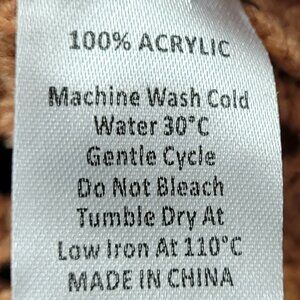 100% ACRYLIC
Machine Wash Cold
Water 30°C
Gentle Cycle
Do Not Bleach
Tumble Dry At
Low Iron At 110°C
MADE IN CHINA